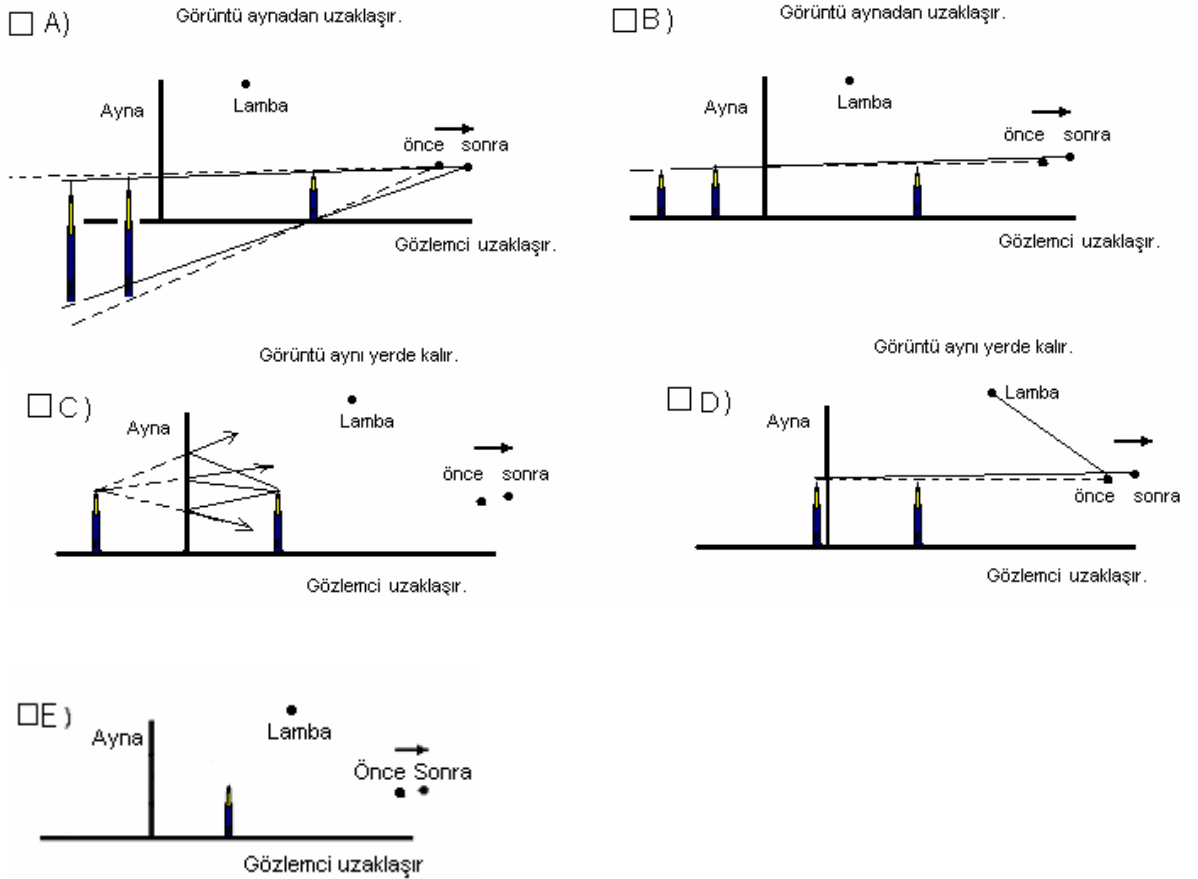 A)
Görüntü aynadan uzaklaşır.
Ayna
Lamba
önce sonra
Gözlemci uzaklaşır.
B)
Görüntü aynadan uzaklaşır.
Ayna
Lamba
önce sonra
Gözlemci uzaklaşır.
Görüntü aynı yerde kalır.
C)
Ayna
Lamba
önce sonra
Gözlemci uzaklaşır.
Görüntü aynı yerde kalır.
D)
Ayna
Lamba
önce sonra
Gözlemci uzaklaşır.
E)
Ayna
Lamba
Önce Sonra
Gözlemci uzaklaşır